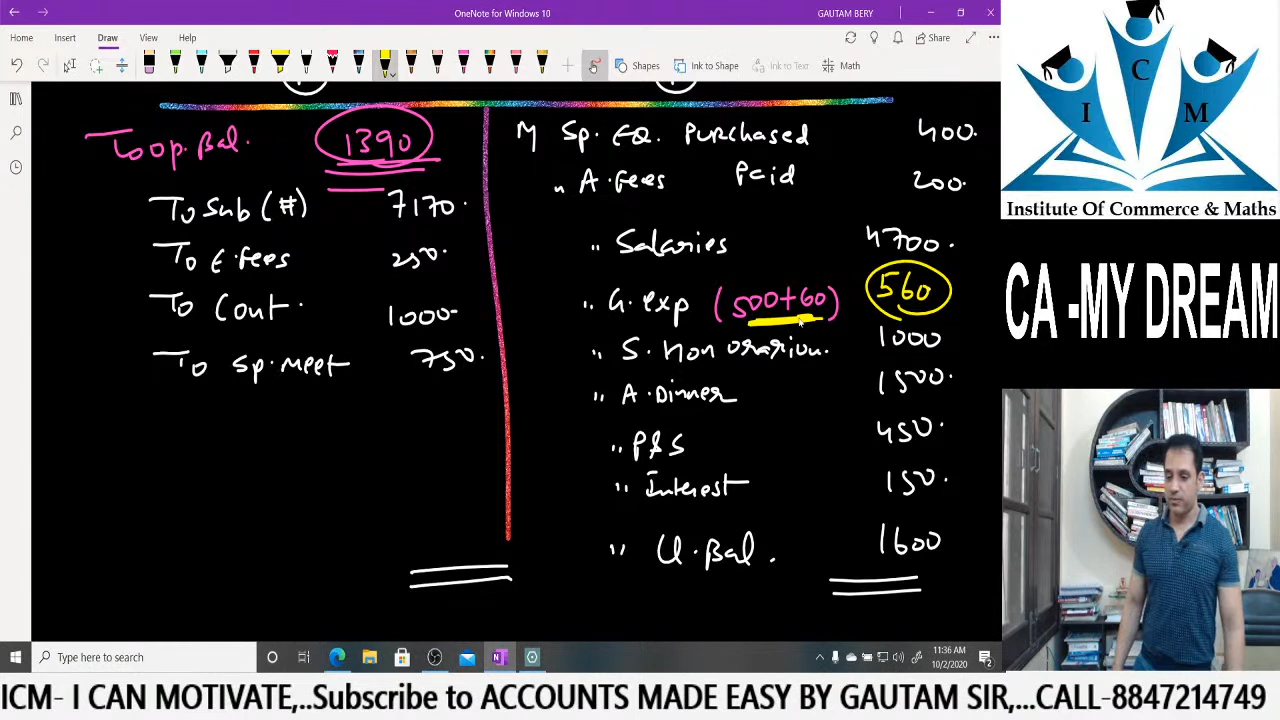 OneNote for Windows 10
GAUTAM BERY
Home Insert Draw View Help
Share
Shapes
Ink to Shape
Ink to Text
Math
To op. Bal. 1390
To Sub (#) 7170.
To E. Fees 250.
To Cont. 1000
To Sp. Meet 750.
Sp. EQ. Purchased 400.
" A. Fees Paid 200.
" Salaries 4700.
" G. exp (500+60) 560
" S. Honorarium. 1000
" A. Dinner 1500.
" P&S 450.
" Interest 150.
" Cl. Bal. 1600
I C M
Institute Of Commerce & Maths
CA -MY DREAM
Type here to search
11:36 AM
10/2/2020
2
ICM- I CAN MOTIVATE,..Subscribe to ACCOUNTS MADE EASY BY GAUTAM SIR,...CALL-8847214749